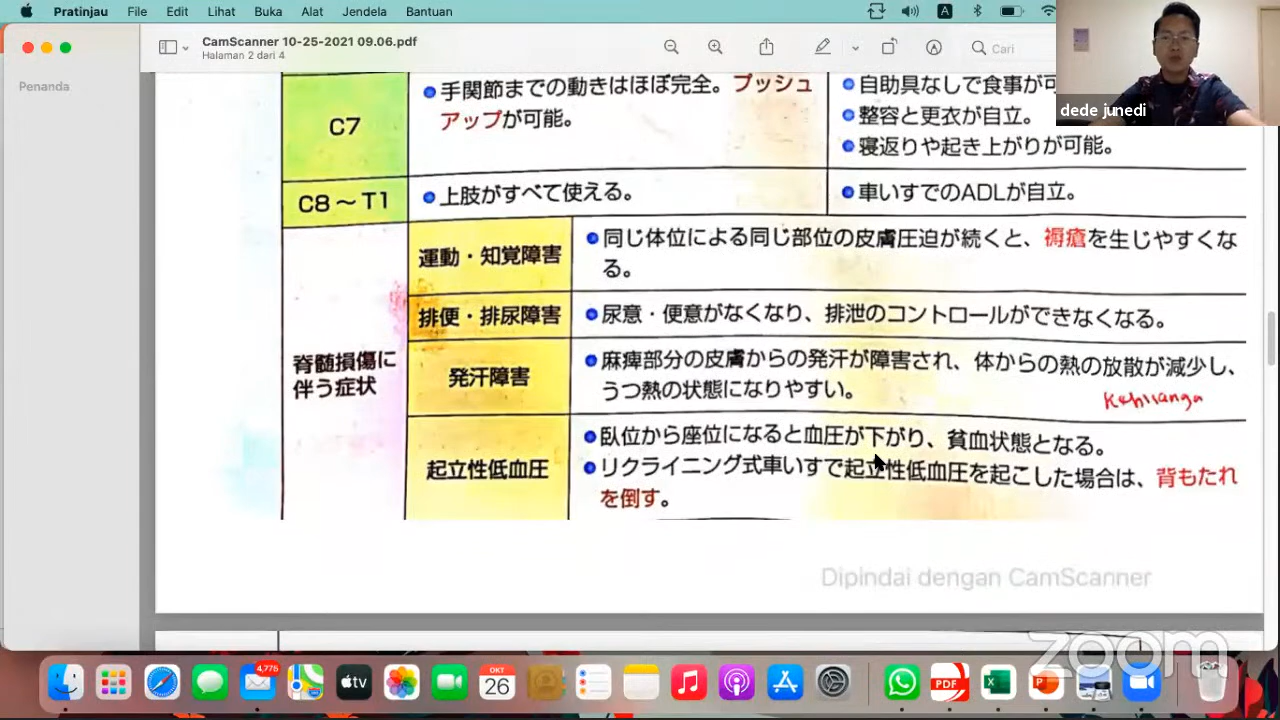 Pratinjau File Edit Lihat Buka Alat Jendela Bantuan
CamScanner 10-25-2021 09.06.pdf
Halaman 2 dari 4
Cari
Penanda
dede junedi
C7
手関節までの動きはほぼ完全。プッシュ
アップが可能。
自助具なしで食事が可
整容と更衣が自立。
寝返りや起き上がりが可能。
C8～T1
上肢がすべて使える。
車いすでのADLが自立。
脊髄損傷に
伴う症状
運動・知覚障害
同じ体位による同じ部位の皮膚圧迫が続くと、褥瘡を生じやすくな
る。
排便・排尿障害
尿意・便意がなくなり、排泄のコントロールができなくなる。
発汗障害
麻痺部分の皮膚からの発汗が障害され、体からの熱の放散が減少し、
うつ熱の状態になりやすい。
起立性低血圧
臥位から座位になると血圧が下がり、貧血状態となる。
リクライニング式車いすで起立性低血圧を起こした場合は、背もたれ
を倒す。
Dipindai dengan CamScanner
zoom
4,776
tv
OKT
26
PDF